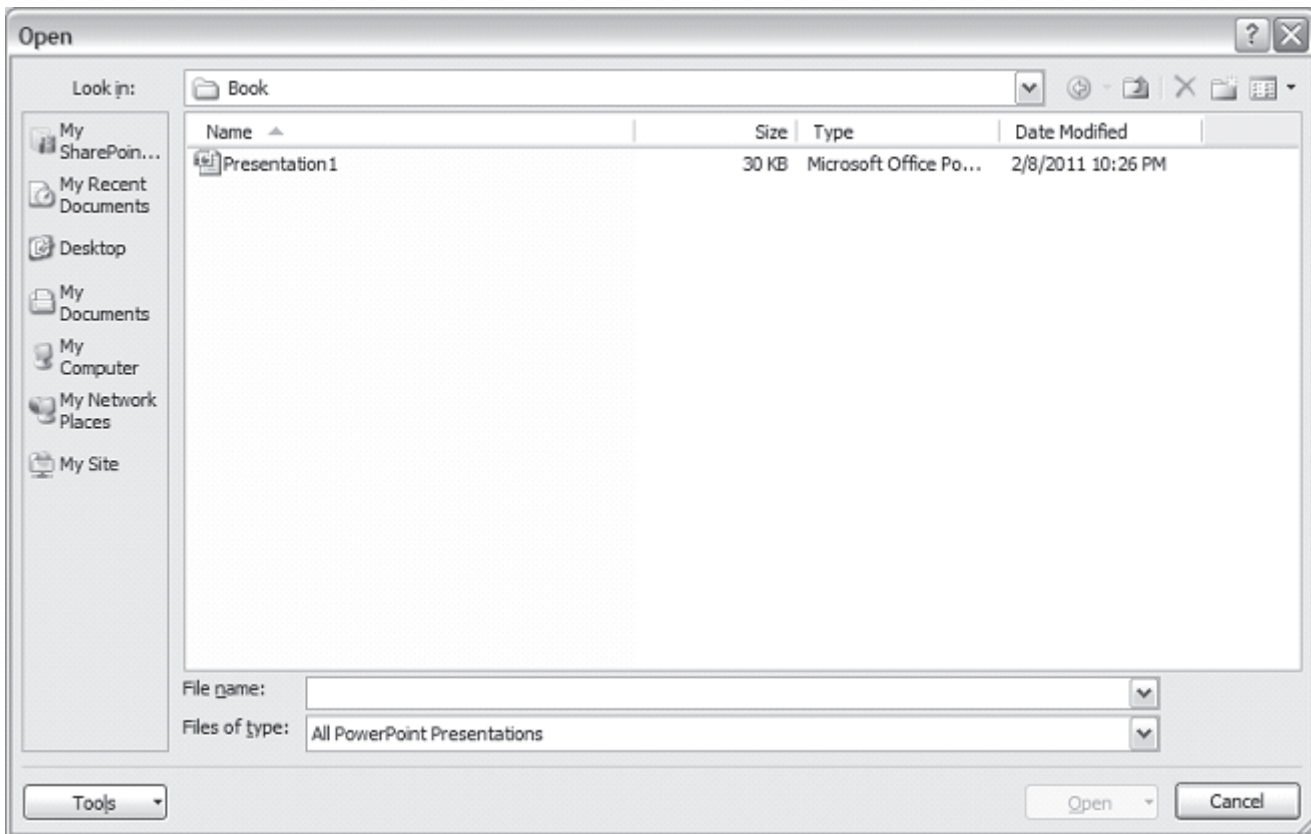 Open
Look in:
Book
My
SharePoin...
My Recent
Documents
Desktop
My
Documents
My
Computer
My Network
Places
My Site
Name Size Type Date Modified
Presentation1 30 KB Microsoft Office Po... 2/8/2011 10:26 PM
File name:
Files of type: All PowerPoint Presentations
Tools Open Cancel